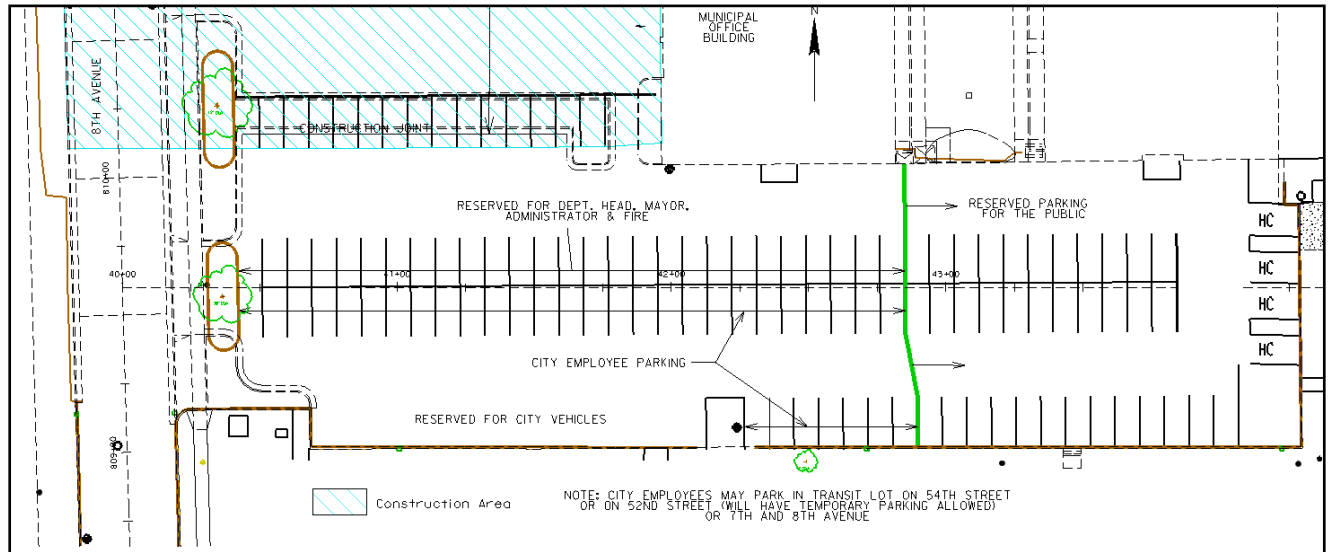 N
MUNICIPAL
OFFICE
BUILDING
8TH AVENUE
CONSTRUCTION JOINT
810+00
RESERVED FOR DEPT. HEAD, MAYOR,
ADMINISTRATOR & FIRE
RESERVED PARKING
FOR THE PUBLIC
HC
HC
HC
HC
40+00
41+00
42+00
43+00
CITY EMPLOYEE PARKING
RESERVED FOR CITY VEHICLES
809+00
Construction Area
NOTE: CITY EMPLOYEES MAY PARK IN TRANSIT LOT ON 54TH STREET
OR ON 52ND STREET (WILL HAVE TEMPORARY PARKING ALLOWED)
OR 7TH AND 8TH AVENUE